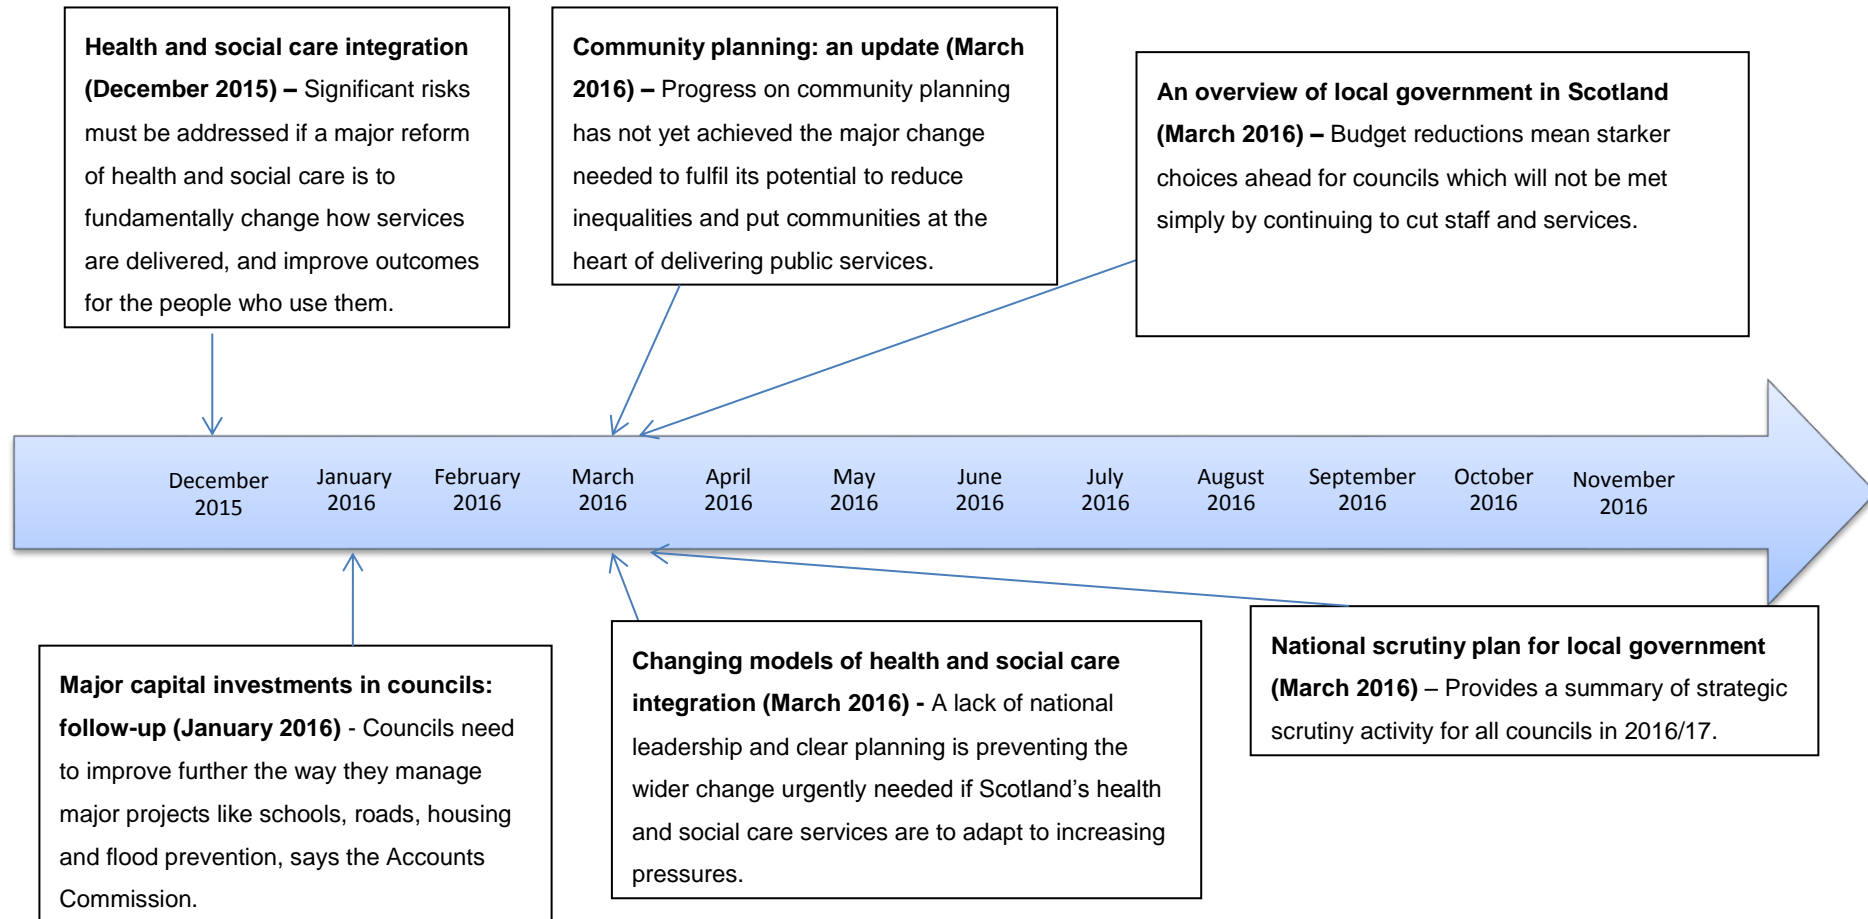 Health and social care integration
(December 2015) – Significant risks
must be addressed if a major reform
of health and social care is to
fundamentally change how services
are delivered, and improve outcomes
for the people who use them.
Community planning: an update (March
2016) – Progress on community planning
has not yet achieved the major change
needed to fulfil its potential to reduce
inequalities and put communities at the
heart of delivering public services.
An overview of local government in Scotland
(March 2016) – Budget reductions mean starker
choices ahead for councils which will not be met
simply by continuing to cut staff and services.
December
2015
January
2016
February
2016
March
2016
April
2016
May
2016
June
2016
July
2016
August
2016
September
2016
October
2016
November
2016
Major capital investments in councils:
follow-up (January 2016) - Councils need
to improve further the way they manage
major projects like schools, roads, housing
and flood prevention, says the Accounts
Commission.
Changing models of health and social care
integration (March 2016) - A lack of national
leadership and clear planning is preventing the
wider change urgently needed if Scotland’s health
and social care services are to adapt to increasing
pressures.
National scrutiny plan for local government
(March 2016) – Provides a summary of strategic
scrutiny activity for all councils in 2016/17.